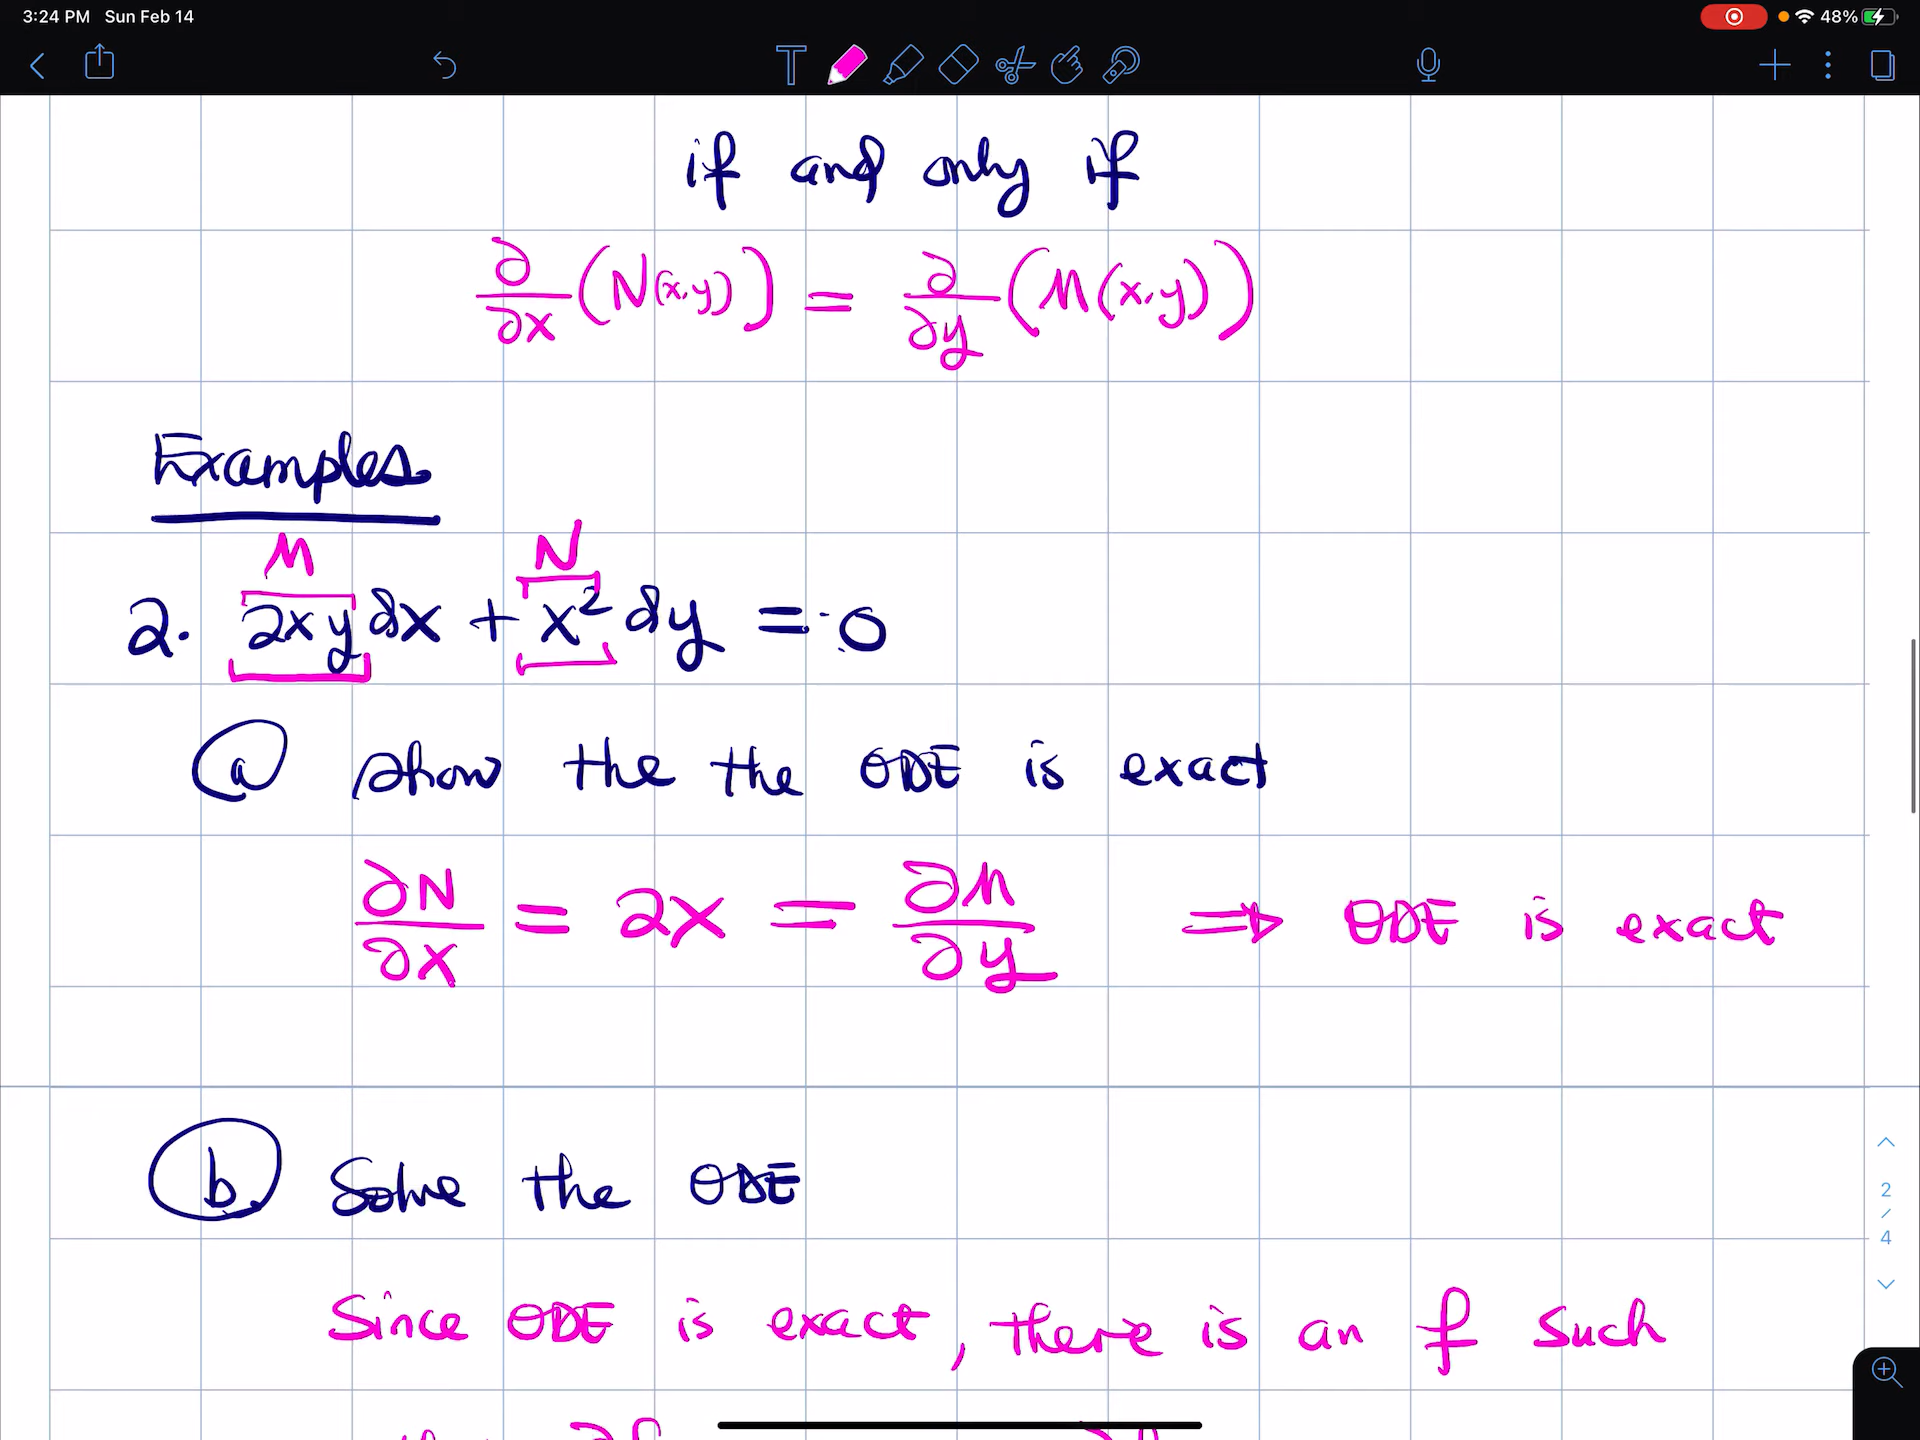 3:24 PM Sun Feb 14
48%
T
if and only if
∂/∂x (N(x,y)) = ∂/∂y (M(x,y))
Examples
M N
2. 2xy dx + x² dy = 0
a show the the ODE is exact
∂N/∂x = 2x = ∂M/∂y ⇒ ODE is exact
b. Solve the ODE
2
/
4
Since ODE is exact, there is an f such